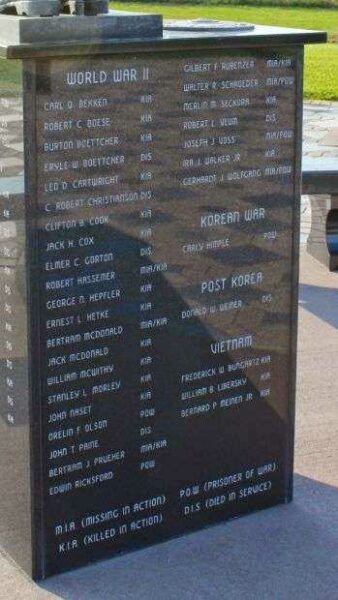 WORLD WAR II
CARL O. BEKKEN KIA
ROBERT C. BOESE KIA
BURTON BOETTCHER KIA
ERYLE W. BOETTCHER DIS
LEO D. CARTWRIGHT KIA
C. ROBERT CHRISTIANSON DIS
CLIFTON B. COOK KIA
JACK H. COX KIA
ELMER C. GORTON DIS
ROBERT HASSEMER MIA/KIA
GEORGE N. HEPFLER KIA
ERNEST L. HETKE KIA
BERTRAM MCDONALD MIA/KIA
JACK MCDONALD KIA
WILLIAM MCWITHY KIA
STANLEY L. MORLEY KIA
JOHN NASET KIA
ORELIN F. OLSON POW
JOHN T PAINE DIS
BERTRAM J. PRUEHER MIA/KIA
EDWIN RICKSFORD POW
GILBERT F. RUBENZER MIA/KIA
WALTER R. SCHROEDER MIA/POW
MERLIN M. SECKORA KIA
ROBERT L. DIS
JOSEPH J. VOSS MIA/POW
IRA J. WALKER JR KIA
GERHARDT J. WOLFGANG MIA/POW
KOREAN WAR
CARLY HIMPLE POW
POST KOREA
DONALD W. WEIMER DIS
VIETNAM
FREDERICK W. BUNGARTZ KIA
WILLIAM B. LIBERSKY KIA
BERNARD P. MEINEN JR KIA
M.I.A. (MISSING IN ACTION) P.O.W. (PRISONER OF WAR)
K.I.A. (KILLED IN ACTION) D.I.S (DIED IN SERVICE)